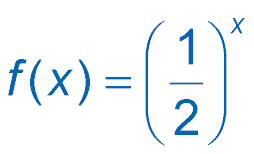 f(x) = (1/2)^x